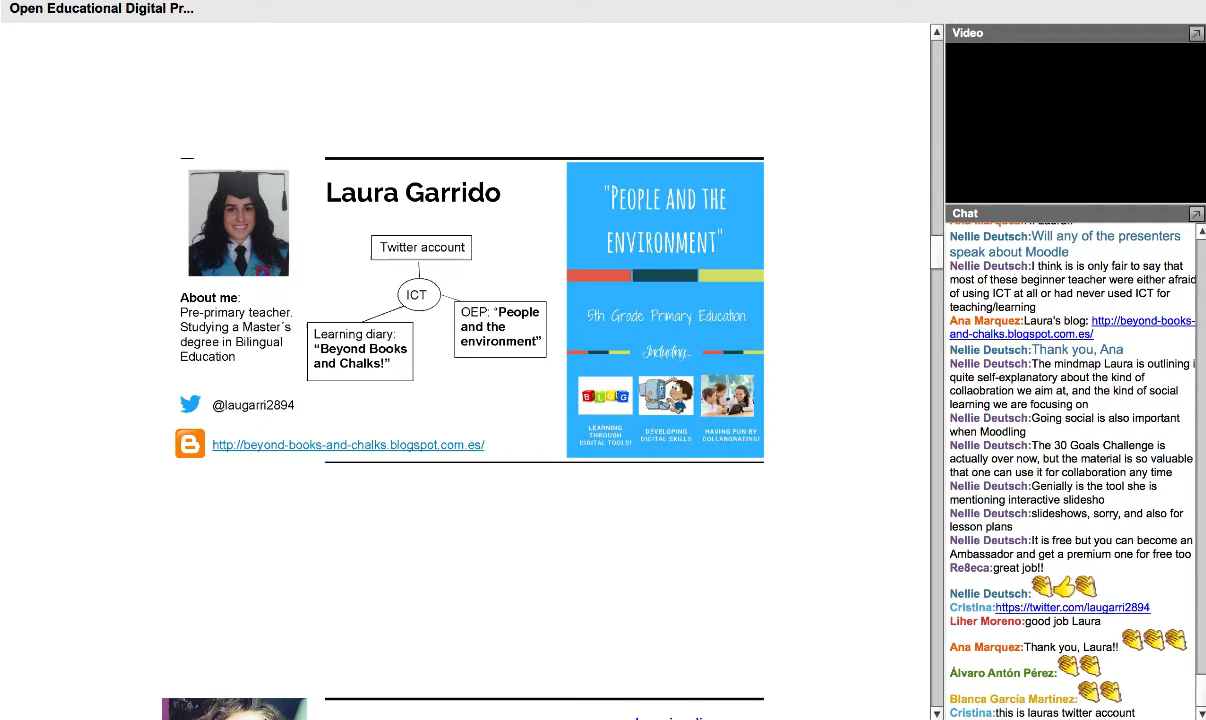 Open Educational Digital Pr...
Laura Garrido
Twitter account
ICT
OEP: “People
and the
environment”
Learning diary:
“Beyond Books
and Chalks!”
About me:
Pre-primary teacher.
Studying a Master´s
degree in Bilingual
Education
@laugarri2894
http://beyond-books-and-chalks.blogspot.com.es/
"PEOPLE AND THE
ENVIRONMENT"
5th Grade Primary Education
Including...
BLOG
LEARNING
THROUGH
DIGITAL TOOLS!
DEVELOPING
DIGITAL SKILLS
HAVING FUN BY
COLLABORATING!
Video
Chat
Nellie Deutsch:Will any of the presenters
speak about Moodle
Nellie Deutsch:I think is is only fair to say that
most of these beginner teacher were either afraid
of using ICT at all or had never used ICT for
teaching/learning
Ana Marquez:Laura's blog: http://beyond-books-
and-chalks.blogspot.com.es/
Nellie Deutsch:Thank you, Ana
Nellie Deutsch:The mindmap Laura is outlining i
quite self-explanatory about the kind of
collaobration we aim at, and the kind of social
learning we are focusing on
Nellie Deutsch:Going social is also important
when Moodling
Nellie Deutsch:The 30 Goals Challenge is
actually over now, but the material is so valuable
that one can use it for collaboration any time
Nellie Deutsch:Genially is the tool she is
mentioning interactive slidesho
Nellie Deutsch:slideshows, sorry, and also for
lesson plans
Nellie Deutsch:It is free but you can become an
Ambassador and get a premium one for free too
Re8eca:great job!!
Nellie Deutsch:
Cristina:https://twitter.com/laugarri2894
Liher Moreno:good job Laura
Ana Marquez:Thank you, Laura!!
Álvaro Antón Pérez:
Blanca García Martínez:
Cristina:this is lauras twitter account